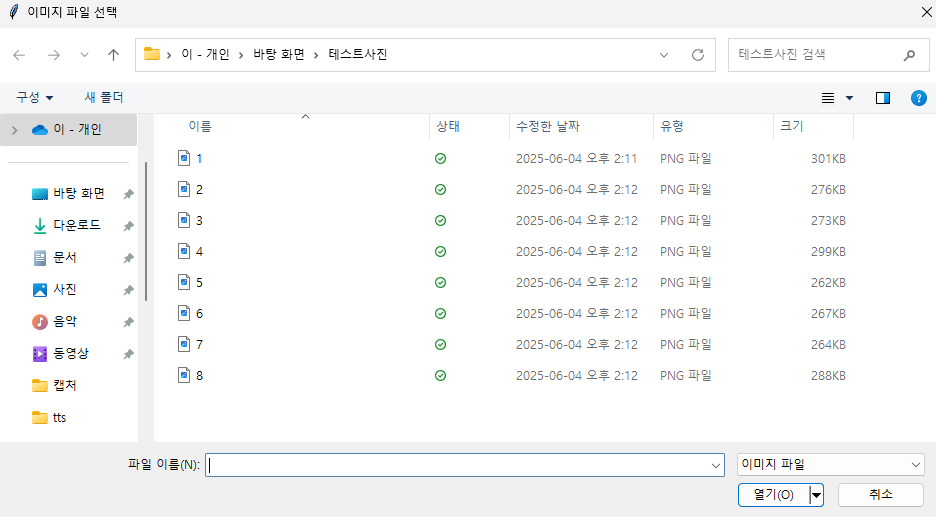 이미지 파일 선택
이 - 개인 › 바탕 화면 › 테스트사진
테스트사진 검색
구성
새 폴더
이 - 개인
바탕 화면
다운로드
문서
사진
음악
동영상
캡처
tts
이름 상태 수정한 날짜 유형 크기
1 2025-06-04 오후 2:11 PNG 파일 301KB
2 2025-06-04 오후 2:12 PNG 파일 276KB
3 2025-06-04 오후 2:12 PNG 파일 273KB
4 2025-06-04 오후 2:12 PNG 파일 299KB
5 2025-06-04 오후 2:12 PNG 파일 262KB
6 2025-06-04 오후 2:12 PNG 파일 267KB
7 2025-06-04 오후 2:12 PNG 파일 264KB
8 2025-06-04 오후 2:12 PNG 파일 288KB
파일 이름(N):
이미지 파일
열기(O)
취소